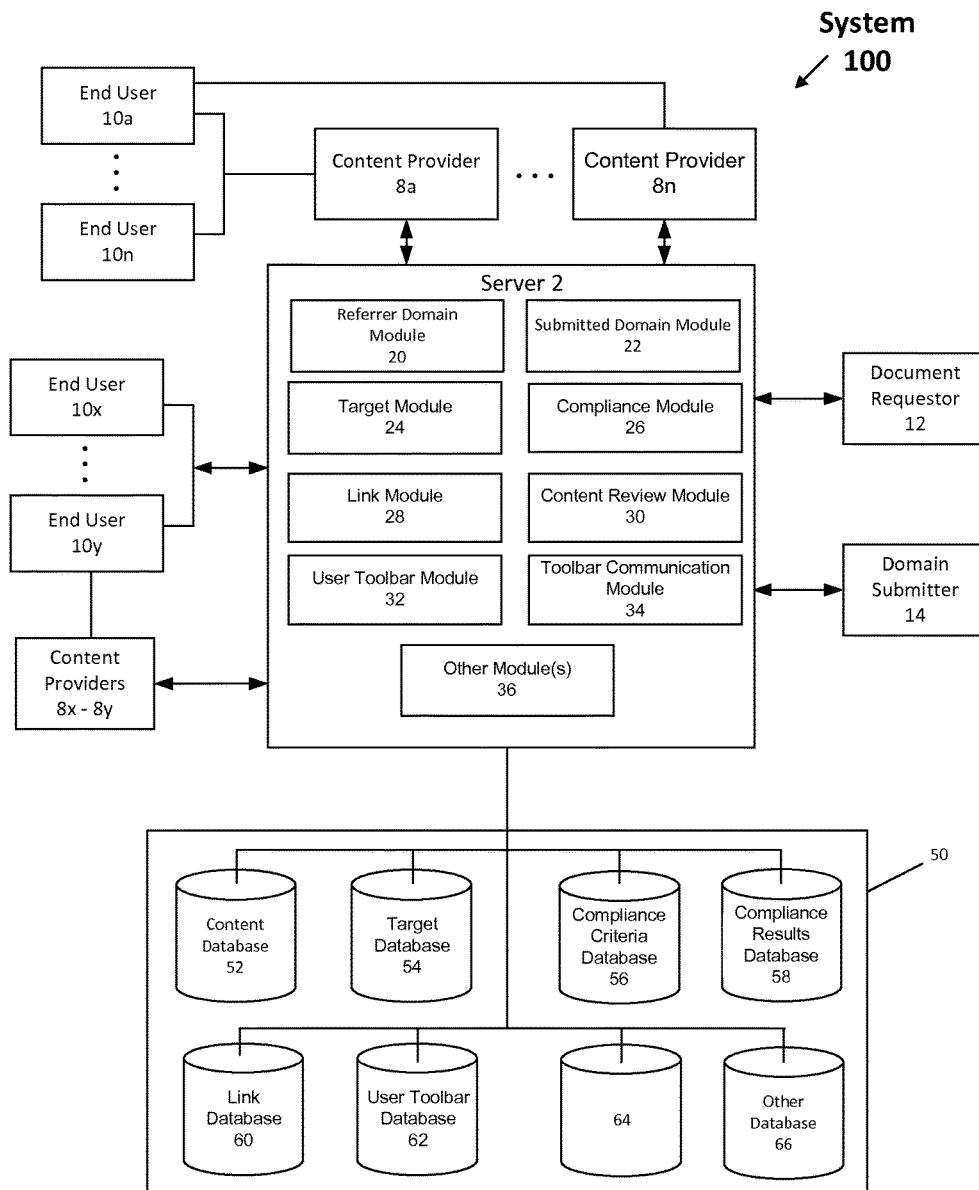 System
100
End User
10a
End User
10n
Content Provider
8a
Content Provider
8n
Server 2
Referrer Domain
Module
20
Submitted Domain Module
22
Target Module
24
Compliance Module
26
Link Module
28
Content Review Module
30
User Toolbar Module
32
Toolbar Communication
Module
34
Other Module(s)
36
End User
10x
End User
10y
Content
Providers
8x - 8y
Document
Requestor
12
Domain
Submitter
14
50
Content
Database
52
Target
Database
54
Compliance
Criteria
Database
56
Compliance
Results
Database
58
Link
Database
60
User Toolbar
Database
62
64
Other
Database
66